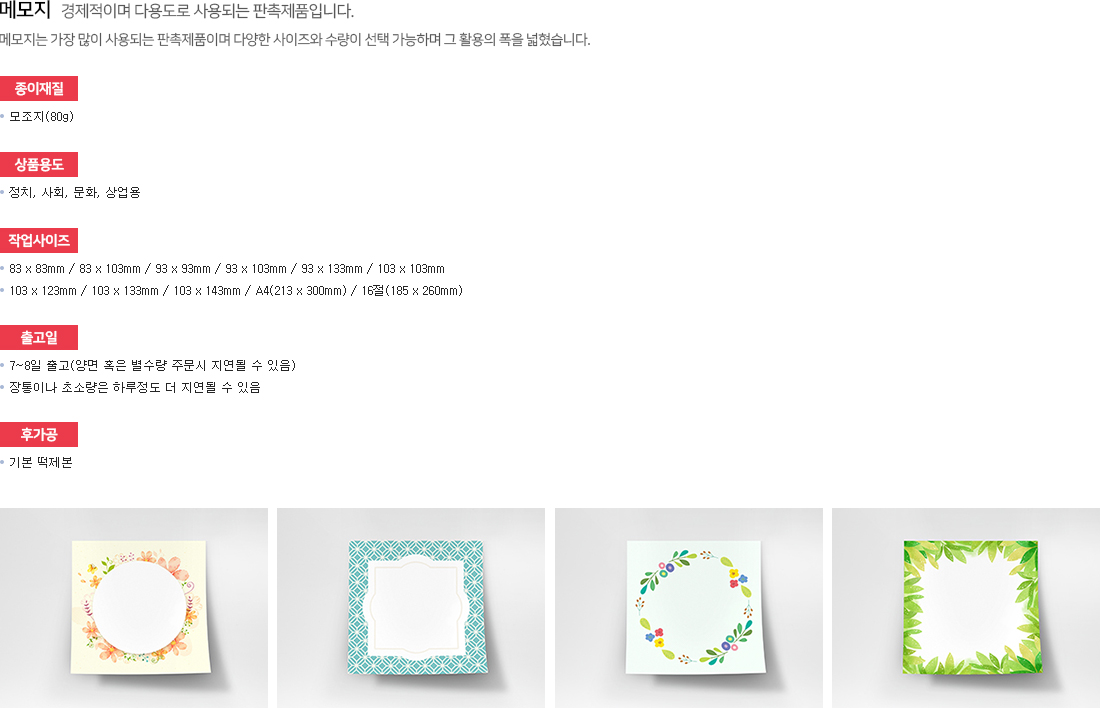 메모지 경제적이며 다용도로 사용되는 판촉제품입니다.
메모지는 가장 많이 사용되는 판촉제품이며 다양한 사이즈와 수량이 선택 가능하며 그 활용의 폭을 넓혔습니다.
종이재질
• 모조지(80g)
상품용도
• 정치, 사회, 문화, 상업용
작업사이즈
• 83 x 83mm / 83 x 103mm / 93 x 93mm / 93 x 103mm / 93 x 133mm / 103 x 103mm
• 103 x 123mm / 103 x 133mm / 103 x 143mm / A4(213 x 300mm) / 16절(185 x 260mm)
출고일
• 7~8일 출고(양면 혹은 별수량 주문시 지연될 수 있음)
• 장통이나 초소량은 하루정도 더 지연될 수 있음
후가공
• 기본 떡제본